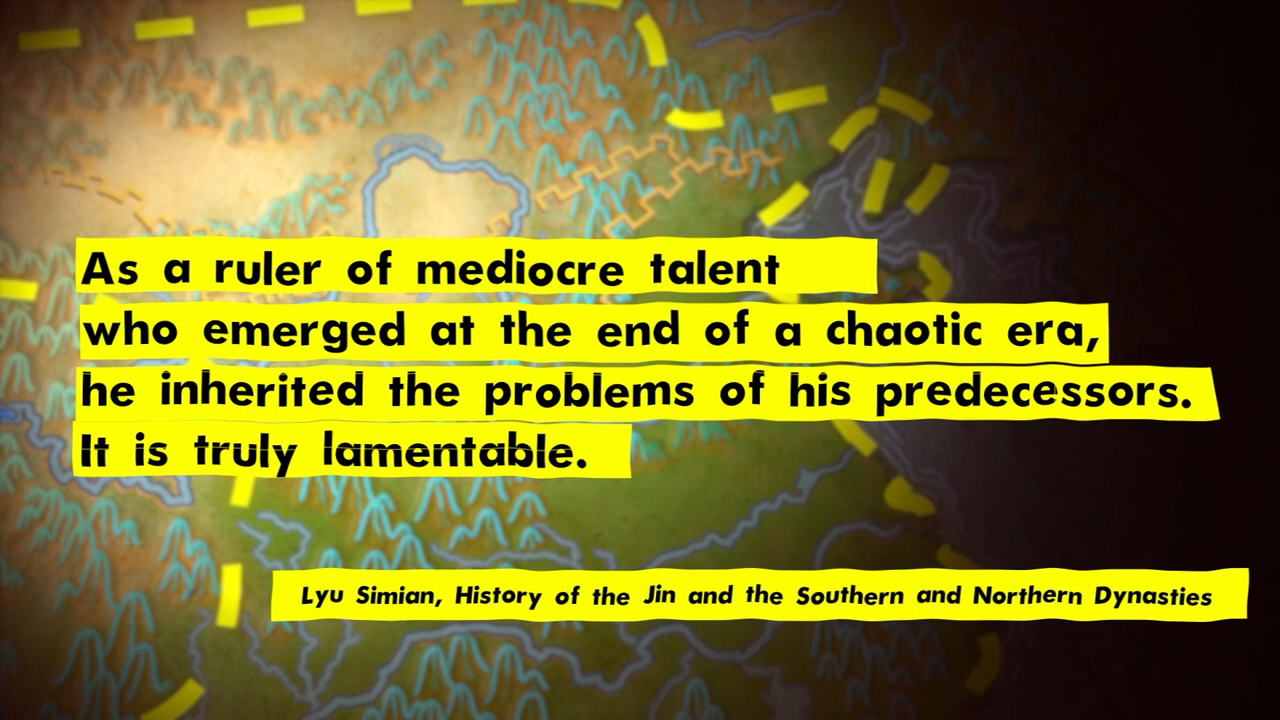 As a ruler of mediocre talent
who emerged at the end of a chaotic era,
he inherited the problems of his predecessors.
It is truly lamentable.
Lyu Simian, History of the Jin and the Southern and Northern Dynasties